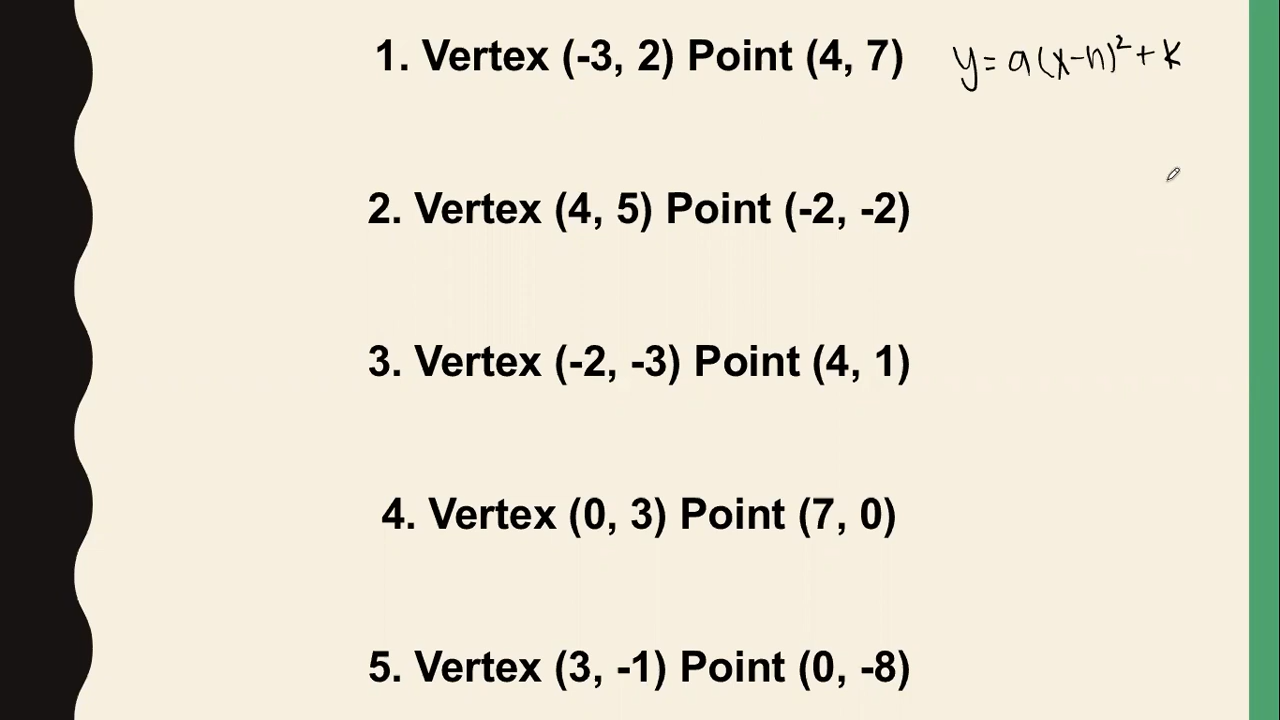 1. Vertex (-3, 2) Point (4, 7) y = a(x-h)² + k
2. Vertex (4, 5) Point (-2, -2)
3. Vertex (-2, -3) Point (4, 1)
4. Vertex (0, 3) Point (7, 0)
5. Vertex (3, -1) Point (0, -8)